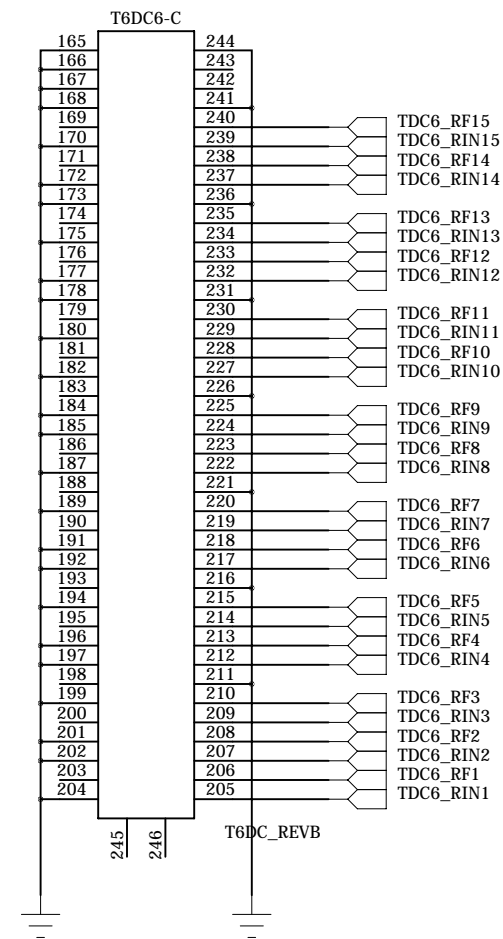 T6DC6-C
165 244
166 243
167 242
168 241
169 240 TDC6_RF15
170 239 TDC6_RIN15
171 238 TDC6_RF14
172 237 TDC6_RIN14
173 236
174 235 TDC6_RF13
175 234 TDC6_RIN13
176 233 TDC6_RF12
177 232 TDC6_RIN12
178 231
179 230 TDC6_RF11
180 229 TDC6_RIN11
181 228 TDC6_RF10
182 227 TDC6_RIN10
183 226
184 225 TDC6_RF9
185 224 TDC6_RIN9
186 223 TDC6_RF8
187 222 TDC6_RIN8
188 221
189 220 TDC6_RF7
190 219 TDC6_RIN7
191 218 TDC6_RF6
192 217 TDC6_RIN6
193 216
194 215 TDC6_RF5
195 214 TDC6_RIN5
196 213 TDC6_RF4
197 212 TDC6_RIN4
198 211
199 210 TDC6_RF3
200 209 TDC6_RIN3
201 208 TDC6_RF2
202 207 TDC6_RIN2
203 206 TDC6_RF1
204 205 TDC6_RIN1
245 246 T6DC_REVB